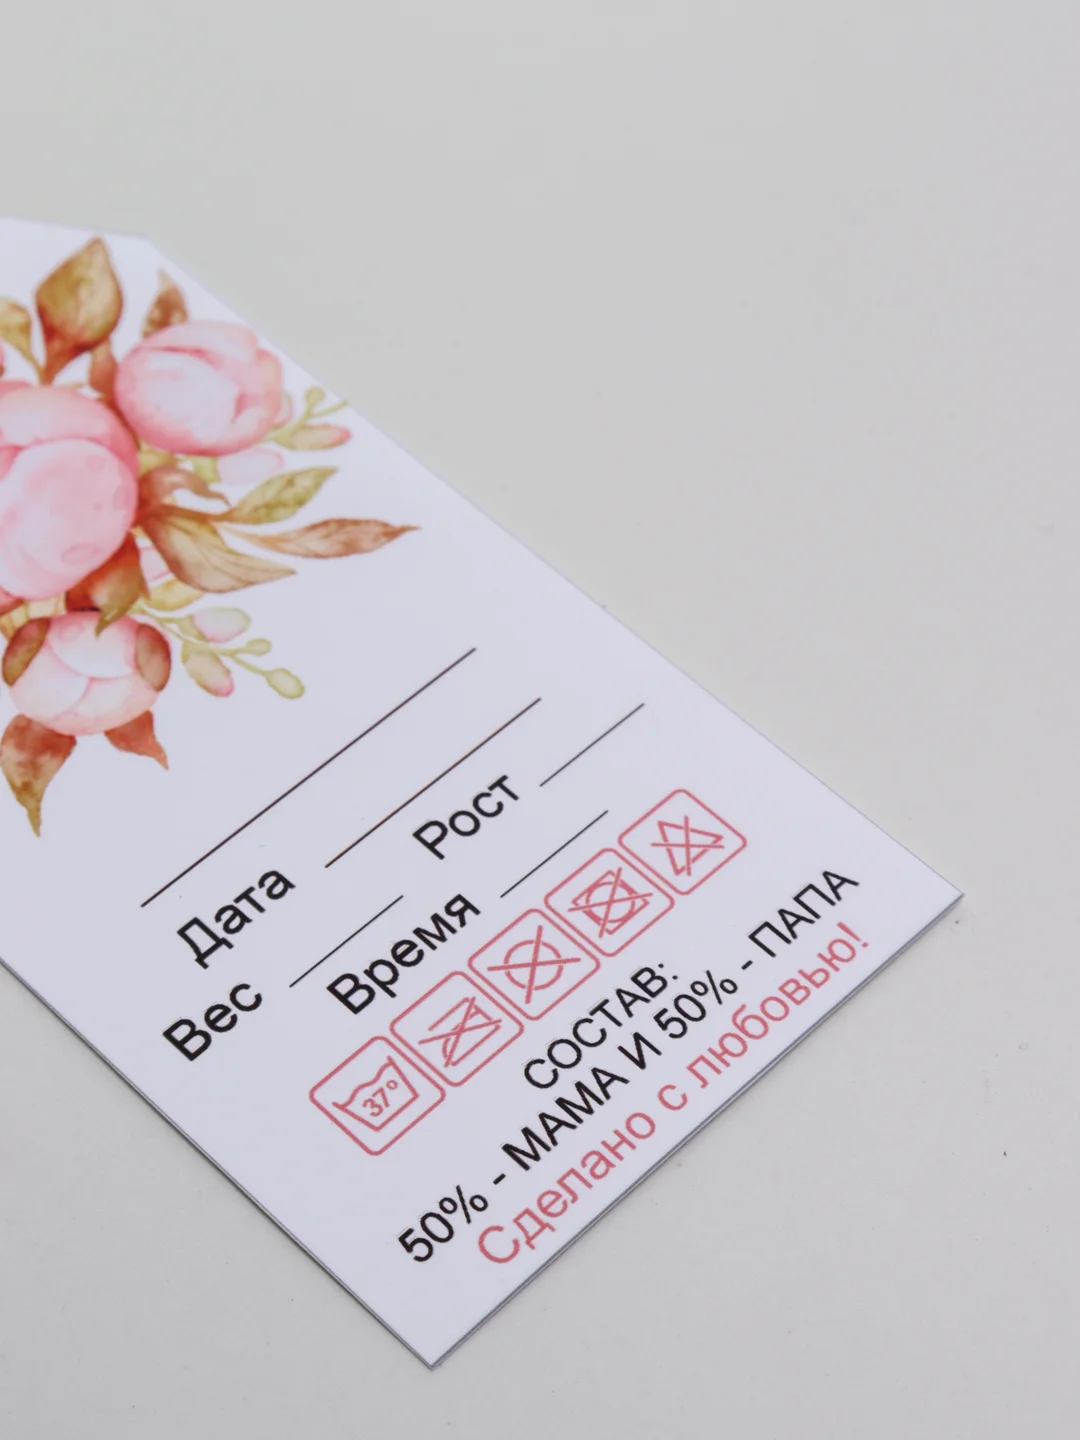 Дата Рост
Вес Время
37°
СОСТАВ:
50% - МАМА И 50% - ПАПА
Сделано с любовью!